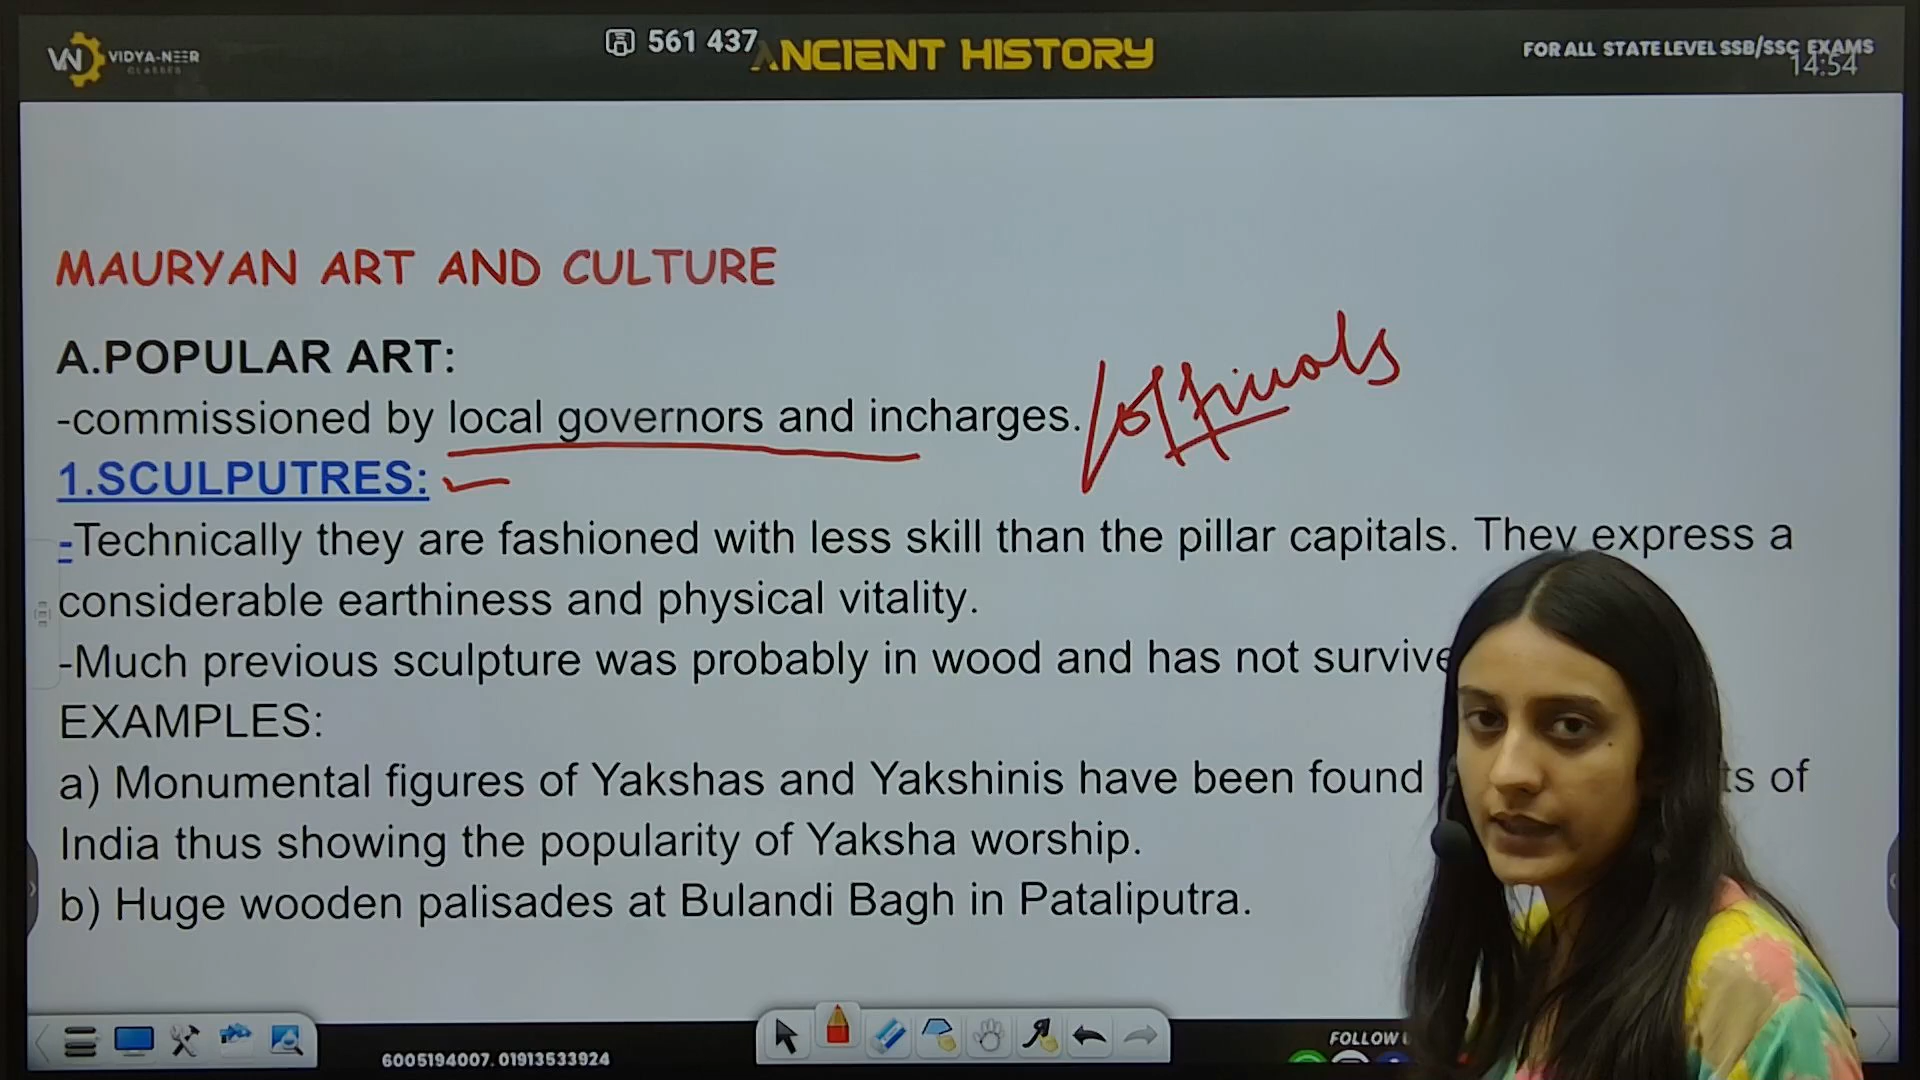 VN VIDYA-NEER
CLASSES
561 437
ANCIENT HISTORY
FOR ALL STATE LEVEL SSB/SSC EXAMS
14:54
MAURYAN ART AND CULTURE
A.POPULAR ART:
-commissioned by local governors and incharges. /officials
1.SCULPUTRES:
-Technically they are fashioned with less skill than the pillar capitals. They express a
considerable earthiness and physical vitality.
-Much previous sculpture was probably in wood and has not survive
EXAMPLES:
a) Monumental figures of Yakshas and Yakshinis have been found ts of
India thus showing the popularity of Yaksha worship.
b) Huge wooden palisades at Bulandi Bagh in Pataliputra.
6005194007. 01913533924
FOLLOW